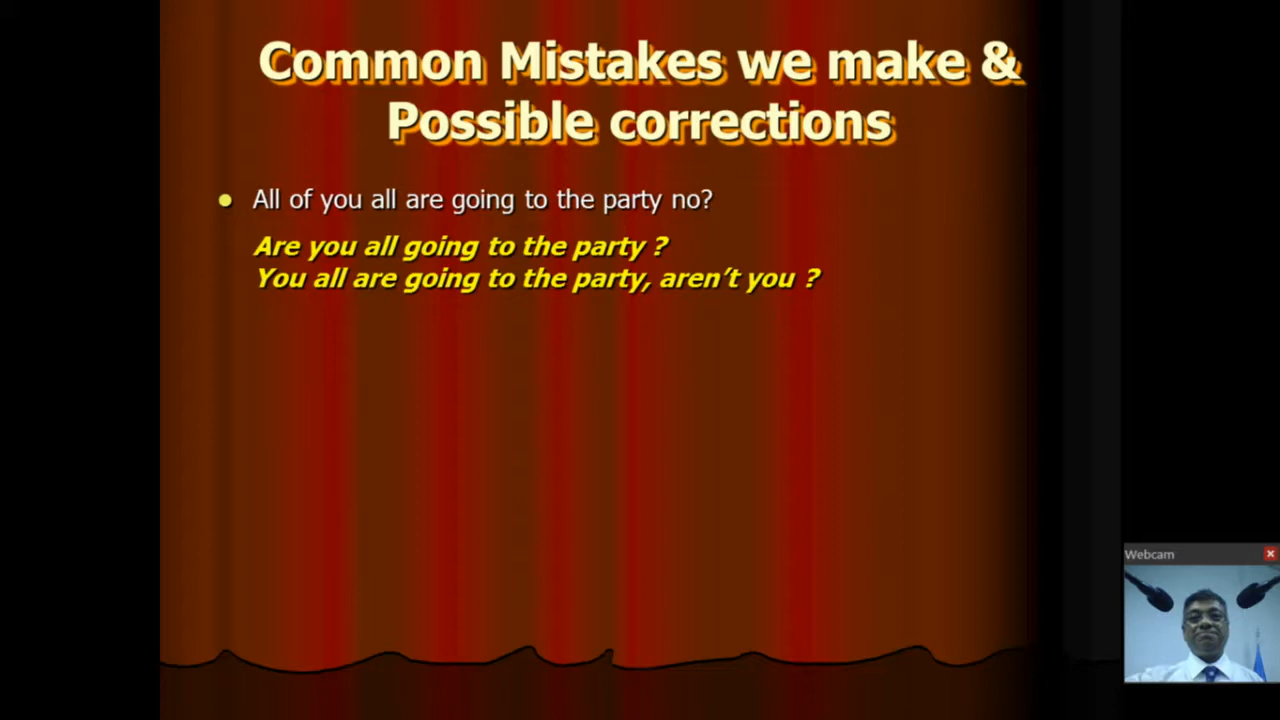 Common Mistakes we make &
Possible corrections
All of you all are going to the party no?
Are you all going to the party ?
You all are going to the party, aren't you ?
Webcam